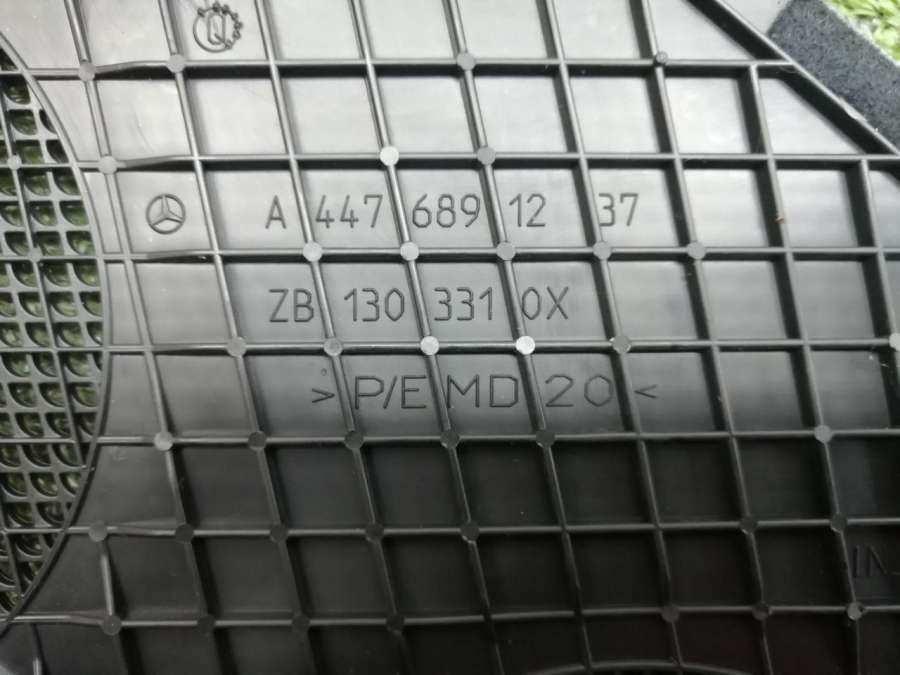 A 447 689 12 37
ZB 130 331 0X
>P/E MD 20<